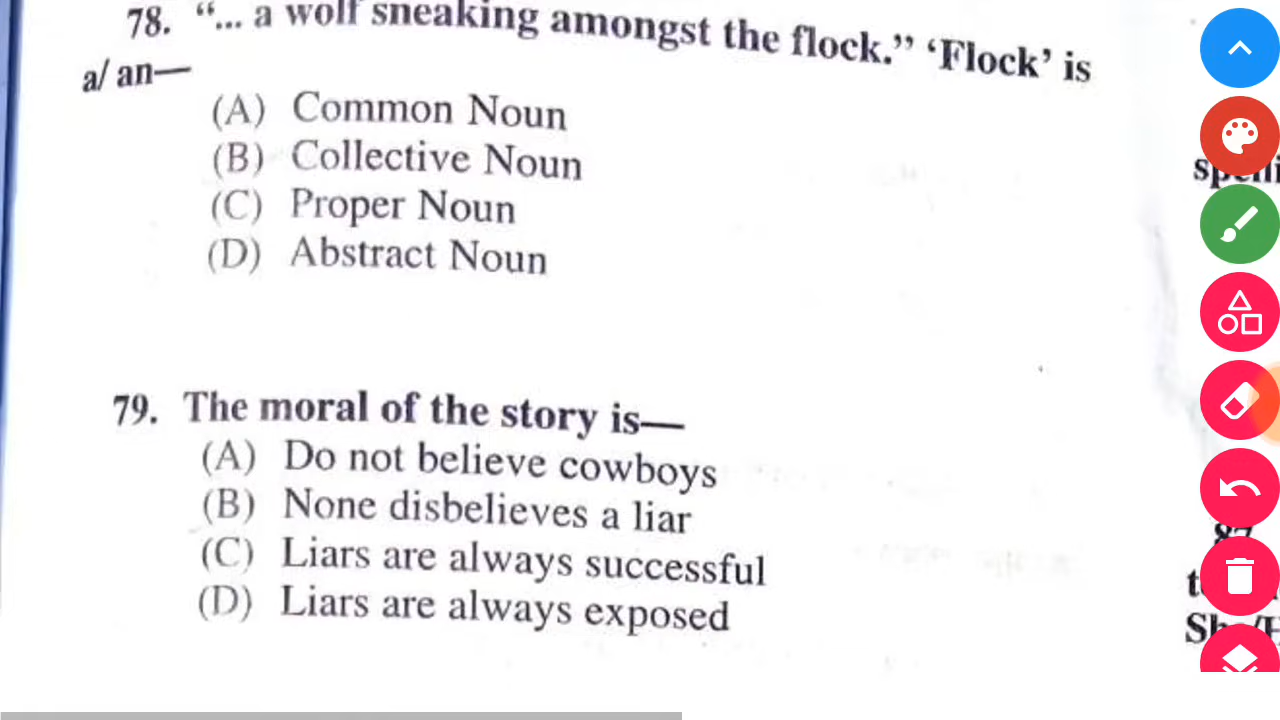 78. “... a wolf sneaking amongst the flock.” ‘Flock’ is
a/ an—
(A) Common Noun
(B) Collective Noun
(C) Proper Noun
(D) Abstract Noun
79. The moral of the story is—
(A) Do not believe cowboys
(B) None disbelieves a liar
(C) Liars are always successful
(D) Liars are always exposed